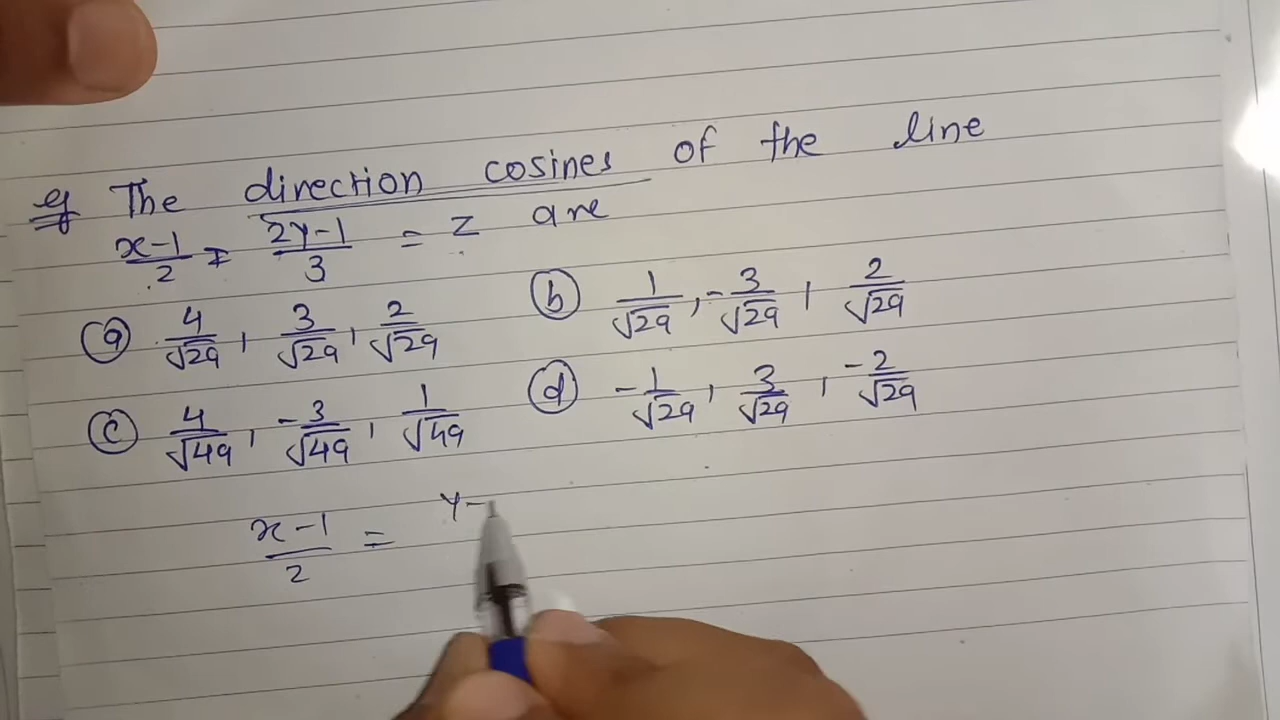 eg The direction cosines of the line
x-1/2 = 2y-1/3 = z are
(a) 4/√29, 3/√29, 2/√29 (b) 1/√29, -3/√29, 2/√29
(c) 4/√49, -3/√49, 1/√49 (d) -1/√29, 3/√29, -2/√29
x-1/2 = y-